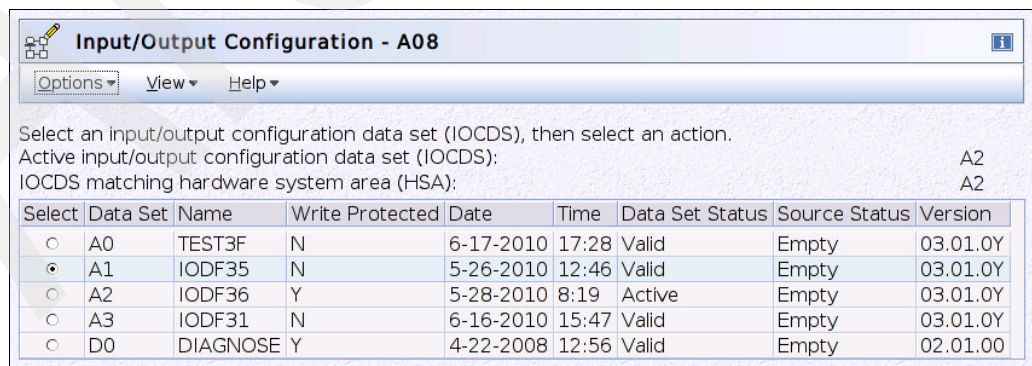 Input/Output Configuration - A08
Options View Help
Select an input/output configuration data set (IOCDS), then select an action.
Active input/output configuration data set (IOCDS): A2
IOCDS matching hardware system area (HSA): A2
Select Data Set Name Write Protected Date Time Data Set Status Source Status Version
A0 TEST3F N 6-17-2010 17:28 Valid Empty 03.01.0Y
A1 IODF35 N 5-26-2010 12:46 Valid Empty 03.01.0Y
A2 IODF36 Y 5-28-2010 8:19 Active Empty 03.01.0Y
A3 IODF31 N 6-16-2010 15:47 Valid Empty 03.01.0Y
D0 DIAGNOSE Y 4-22-2008 12:56 Valid Empty 02.01.00